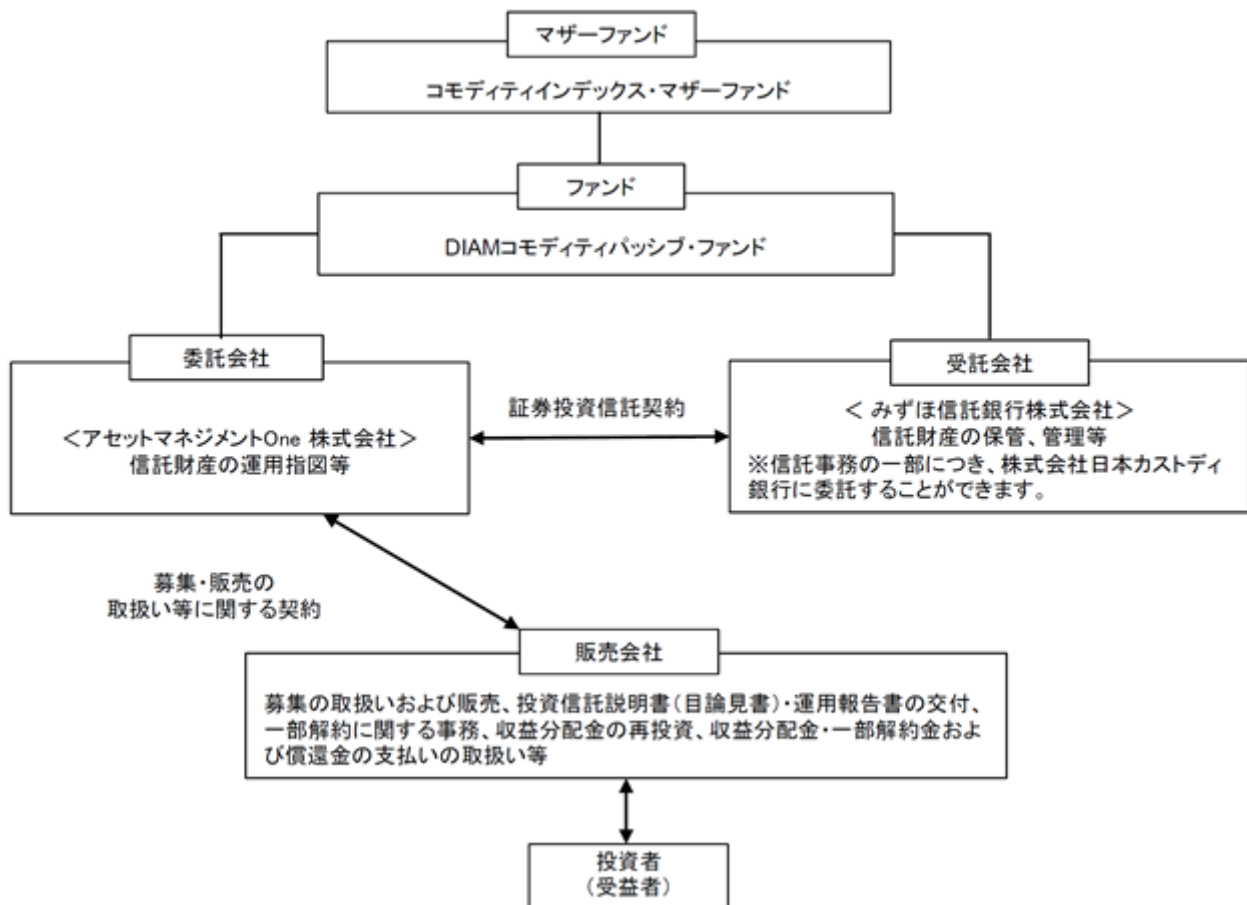 マザーファンド
コモディティインデックス・マザーファンド
ファンド
DIAMコモディティパッシブ・ファンド
委託会社
<アセットマネジメントOne 株式会社>
信託財産の運用指図等
証券投資信託契約
受託会社
< みずほ信託銀行株式会社>
信託財産の保管、管理等
※信託事務の一部につき、株式会社日本カストディ
銀行に委託することができます。
募集・販売の
取扱い等に関する契約
販売会社
募集の取扱いおよび販売、投資信託説明書(目論見書)・運用報告書の交付、
一部解約に関する事務、収益分配金の再投資、収益分配金・一部解約金およ
び償還金の支払いの取扱い等
投資者
(受益者)